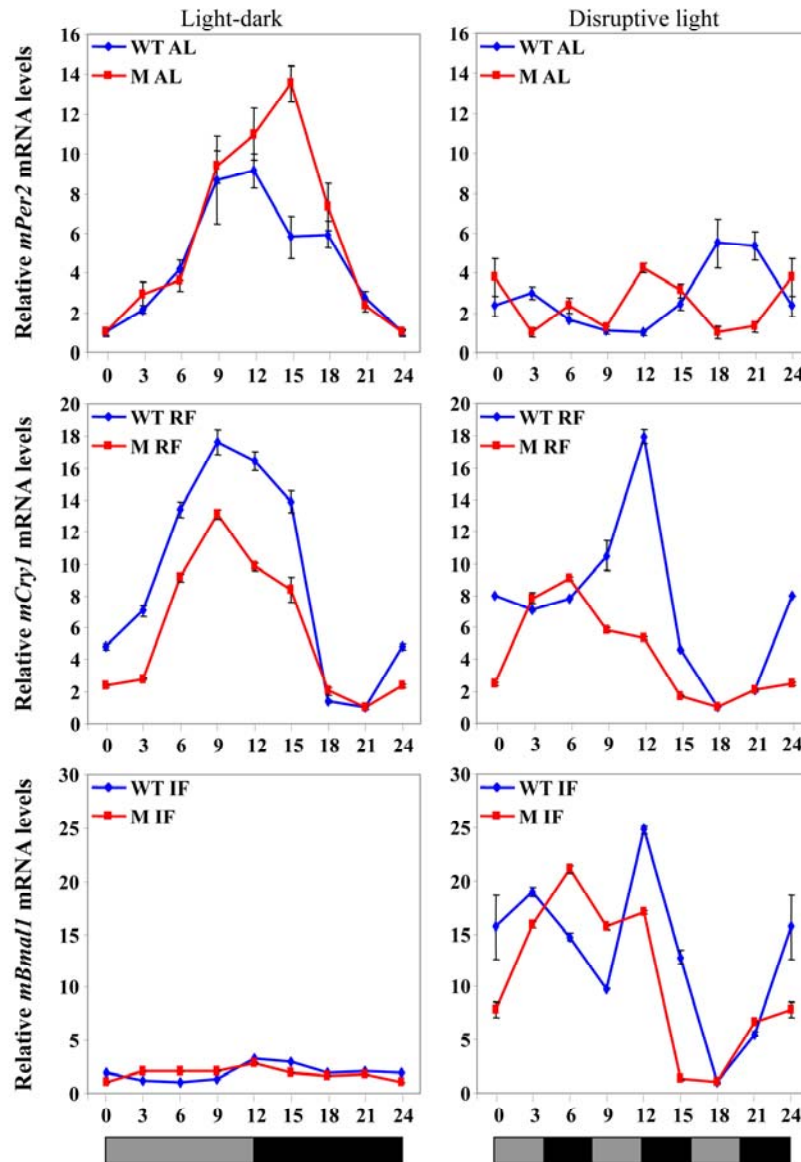 Light-dark
Disruptive light
Relative mPer2 mRNA levels
16
14
12
10
8
6
4
2
0
WT AL
M AL
0 3 6 9 12 15 18 21 24
16
14
12
10
8
6
4
2
0
WT AL
M AL
0 3 6 9 12 15 18 21 24
Relative mCry1 mRNA levels
20
18
16
14
12
10
8
6
4
2
0
WT RF
M RF
0 3 6 9 12 15 18 21 24
20
18
16
14
12
10
8
6
4
2
0
WT RF
M RF
0 3 6 9 12 15 18 21 24
Relative mBmal1 mRNA levels
30
25
20
15
10
5
0
WT IF
M IF
0 3 6 9 12 15 18 21 24
30
25
20
15
10
5
0
WT IF
M IF
0 3 6 9 12 15 18 21 24